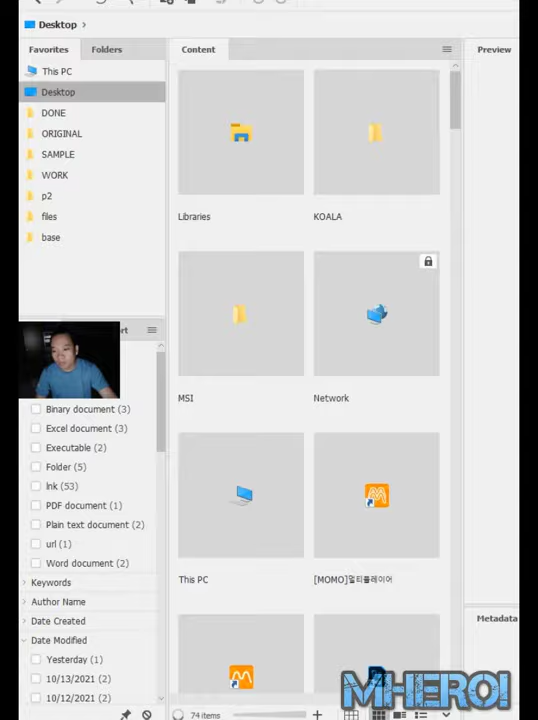 Desktop
Favorites
Folders
Content
Preview
This PC
Desktop
DONE
ORIGINAL
SAMPLE
WORK
p2
files
base
Libraries
KOALA
MSI
Network
This PC
[MOMO]멀티플레이어
rt
Binary document (3)
Excel document (3)
Executable (2)
Folder (5)
lnk (53)
PDF document (1)
Plain text document (2)
url (1)
Word document (2)
Keywords
Author Name
Date Created
Date Modified
Yesterday (1)
10/13/2021 (2)
10/12/2021 (2)
Metadata
74 items
MHEROI